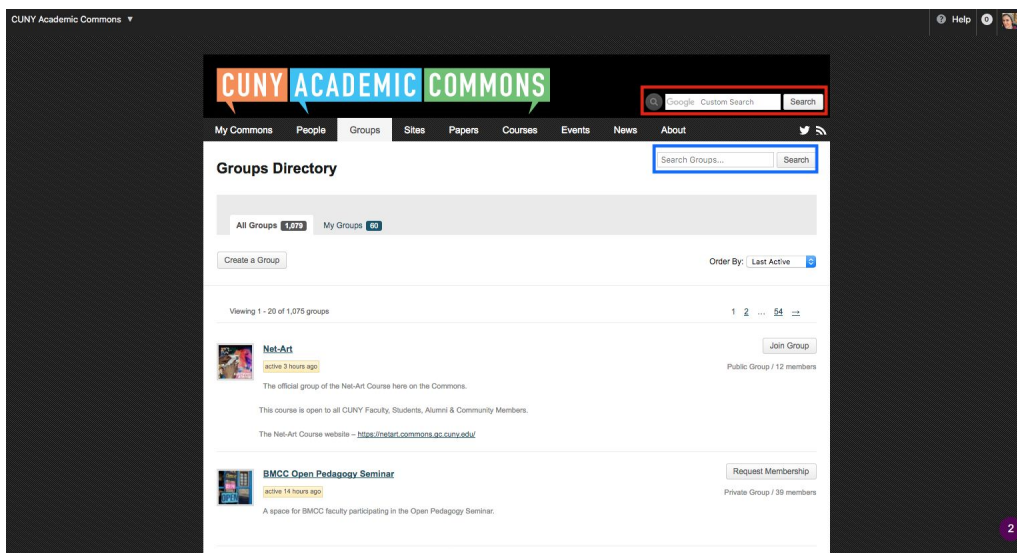 CUNY Academic Commons ▼
Help 0
CUNY ACADEMIC COMMONS
Google Custom Search Search
My Commons People Groups Sites Papers Courses Events News About
Groups Directory
Search Groups... Search
All Groups 1,079 My Groups 60
Create a Group
Order By: Last Active
Viewing 1 - 20 of 1,075 groups
1 2 ... 54 →
Net-Art
Join Group
active 3 hours ago
Public Group / 12 members
The official group of the Net-Art Course here on the Commons.
This course is open to all CUNY Faculty, Students, Alumni & Community Members.
The Net-Art Course website – https://netart.commons.gc.cuny.edu/
BMCC Open Pedagogy Seminar
Request Membership
OPEN
active 14 hours ago
Private Group / 39 members
A space for BMCC faculty participating in the Open Pedagogy Seminar.
2